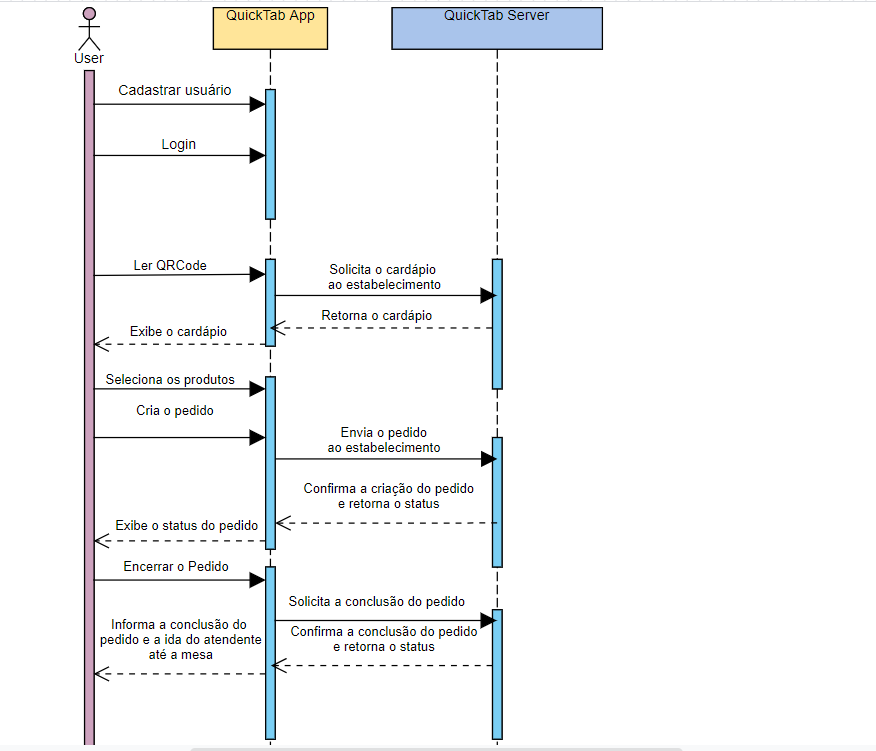 QuickTab App
QuickTab Server
User
Cadastrar usuário
Login
Ler QRCode
Solicita o cardápio
ao estabelecimento
Retorna o cardápio
Exibe o cardápio
Seleciona os produtos
Cria o pedido
Envia o pedido
ao estabelecimento
Confirma a criação do pedido
e retorna o status
Exibe o status do pedido
Encerrar o Pedido
Solicita a conclusão do pedido
Informa a conclusão do
pedido e a ida do atendente
até a mesa
Confirma a conclusão do pedido
e retorna o status